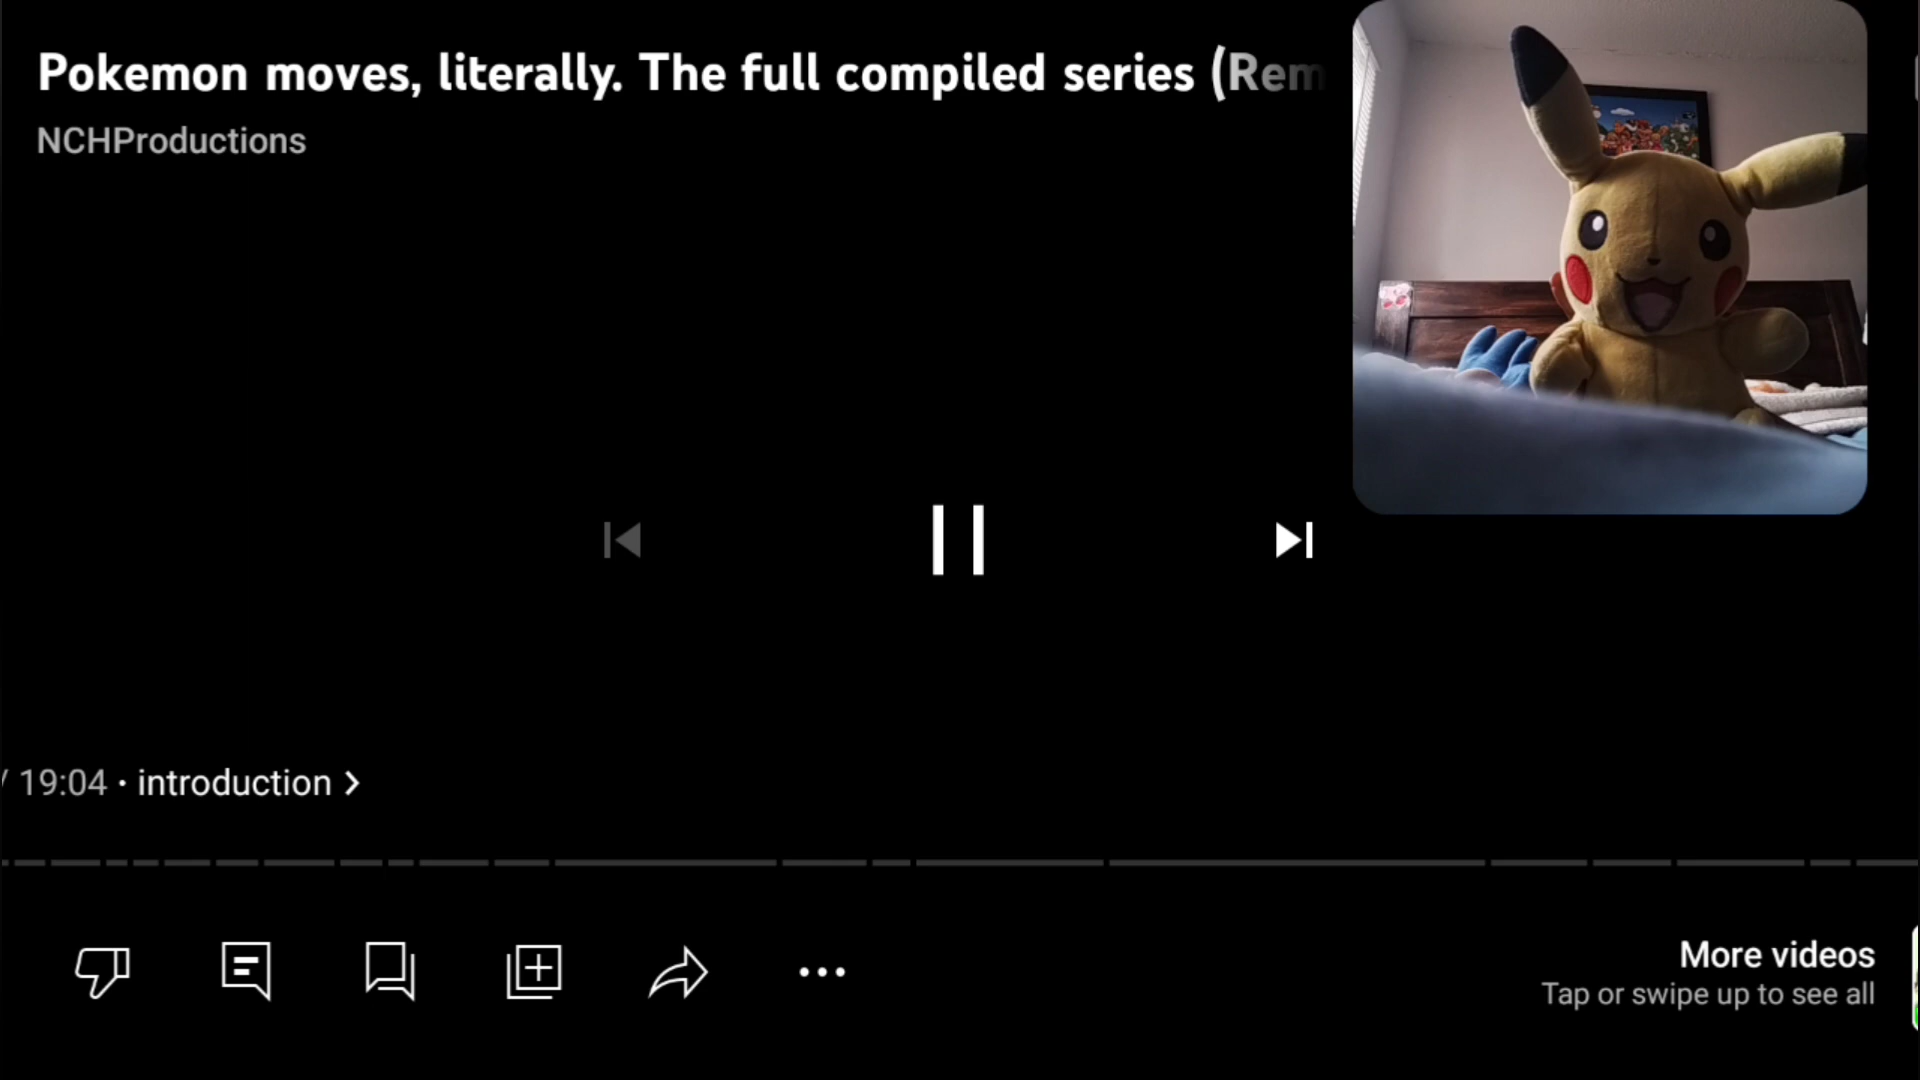 Pokemon moves, literally. The full compiled series (Rem
NCHProductions
/ 19:04 · introduction >
More videos
Tap or swipe up to see all